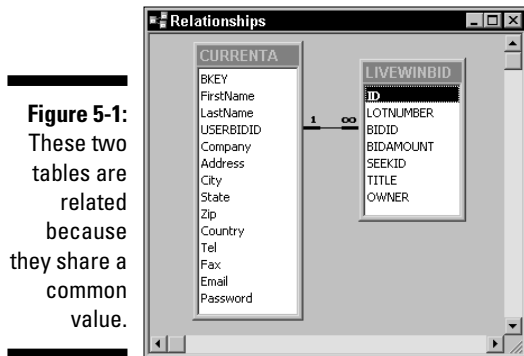 Figure 5-1:
These two
tables are
related
because
they share a
common
value.
Relationships
CURRENTA
BKEY
FirstName
LastName
USERBIDID
Company
Address
City
State
Zip
Country
Tel
Fax
Email
Password
1 ∞
LIVEWINBID
ID
LOTNUMBER
BIDID
BIDAMOUNT
SEEKID
TITLE
OWNER